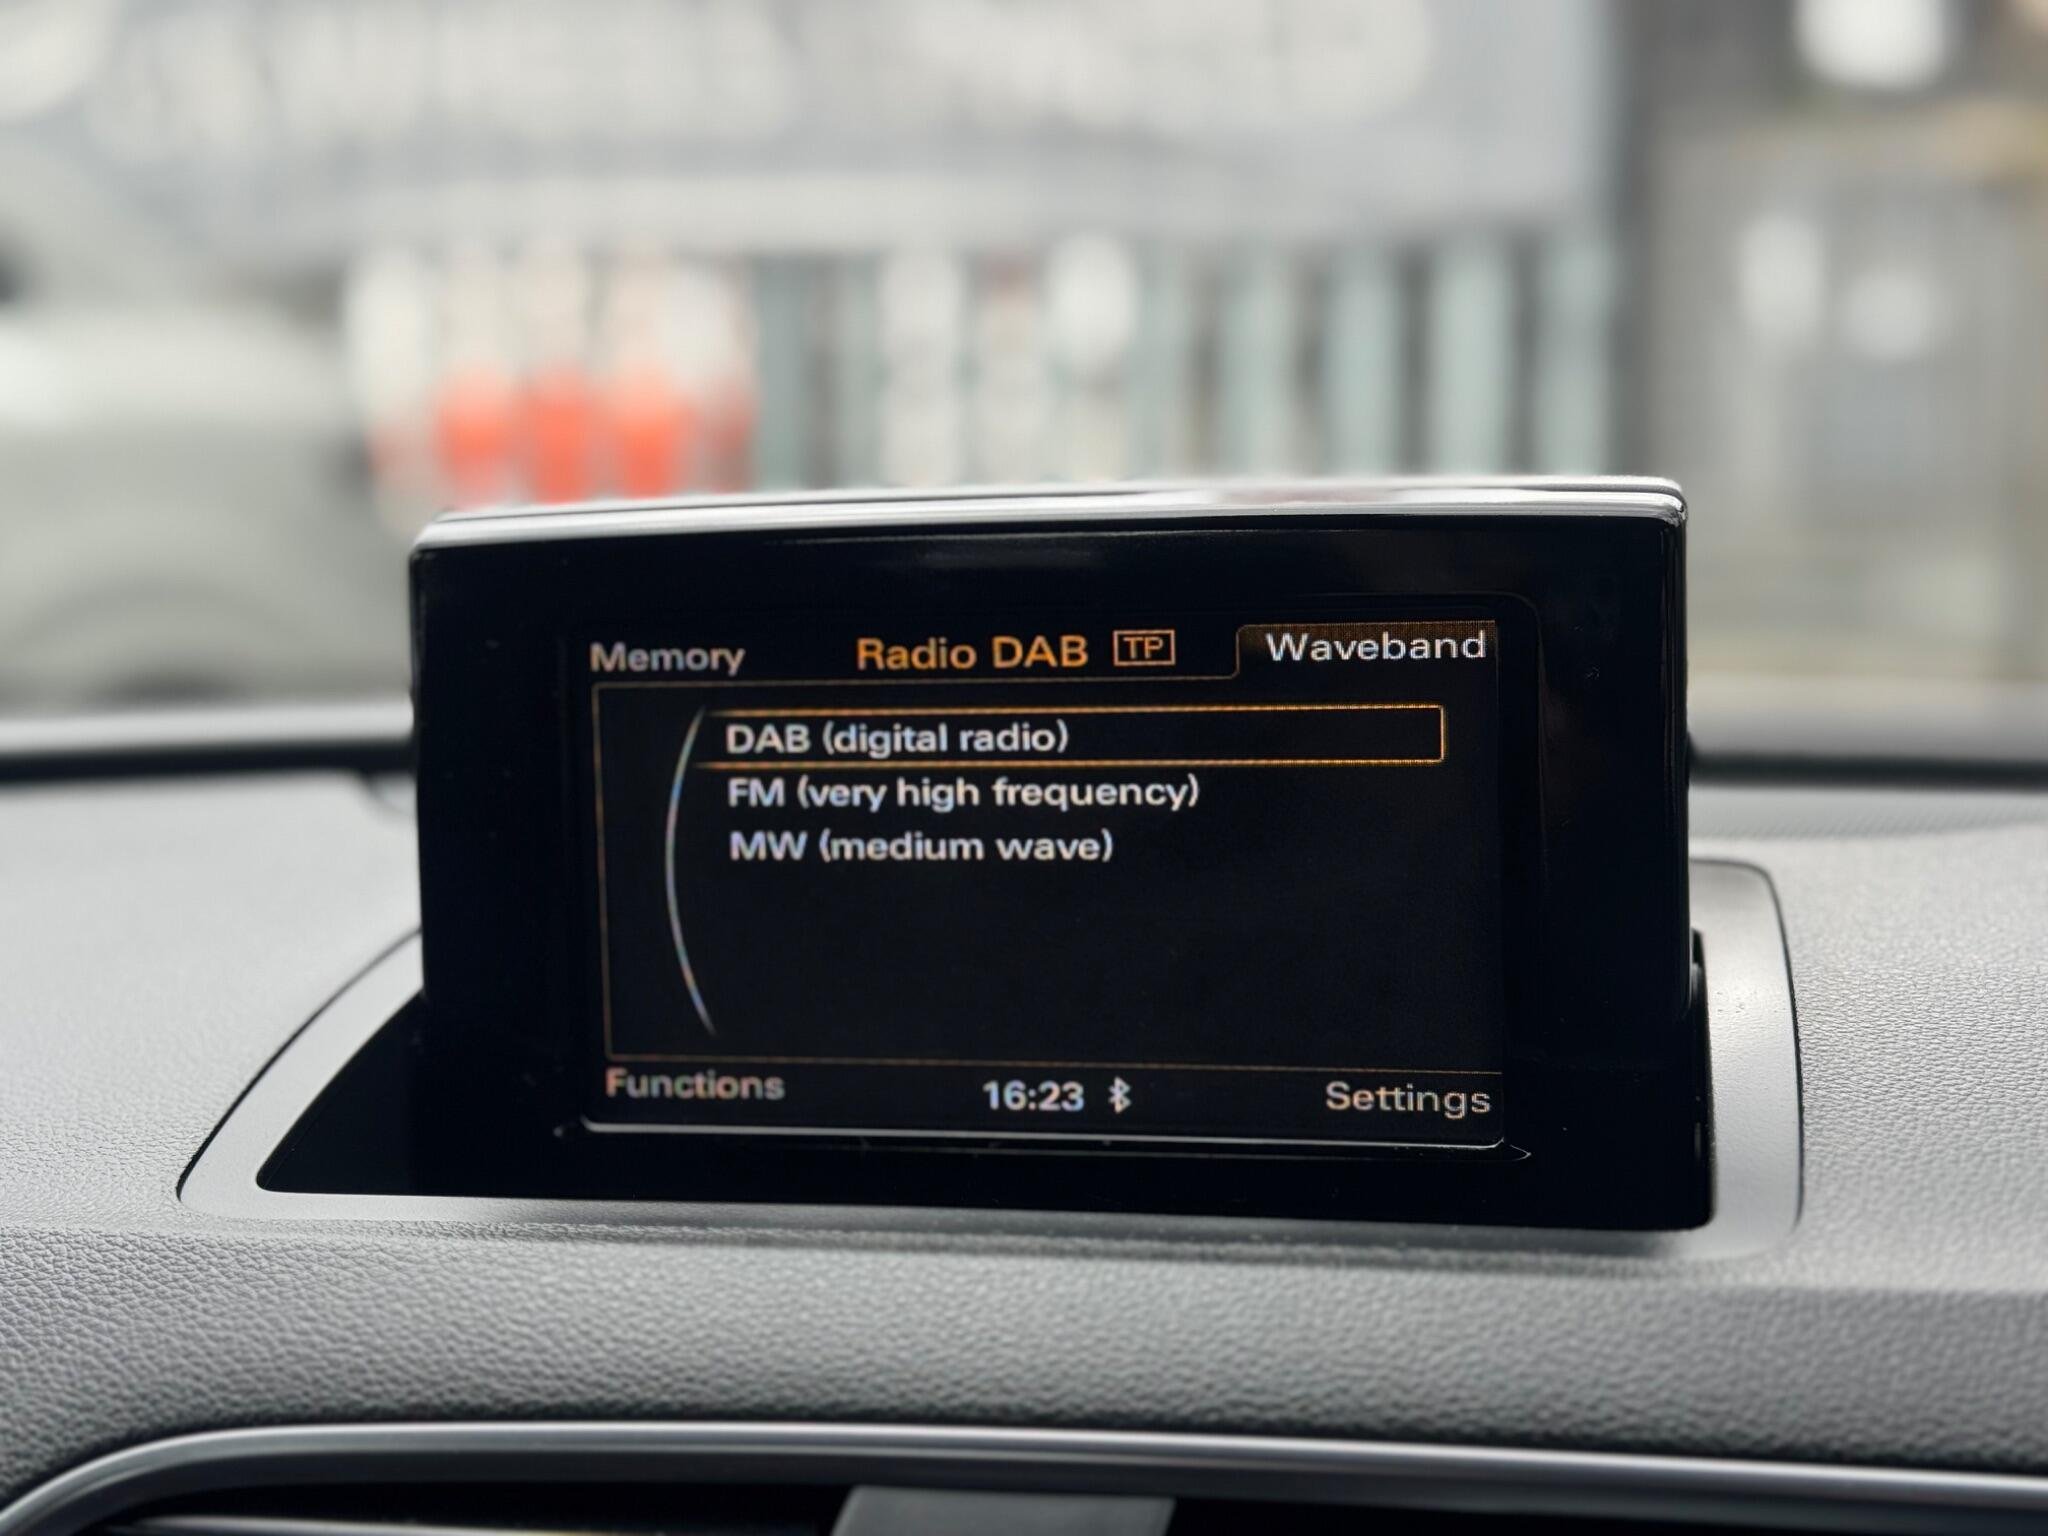 Memory Radio DAB TP Waveband
DAB (digital radio)
FM (very high frequency)
MW (medium wave)
Functions 16:23 Settings